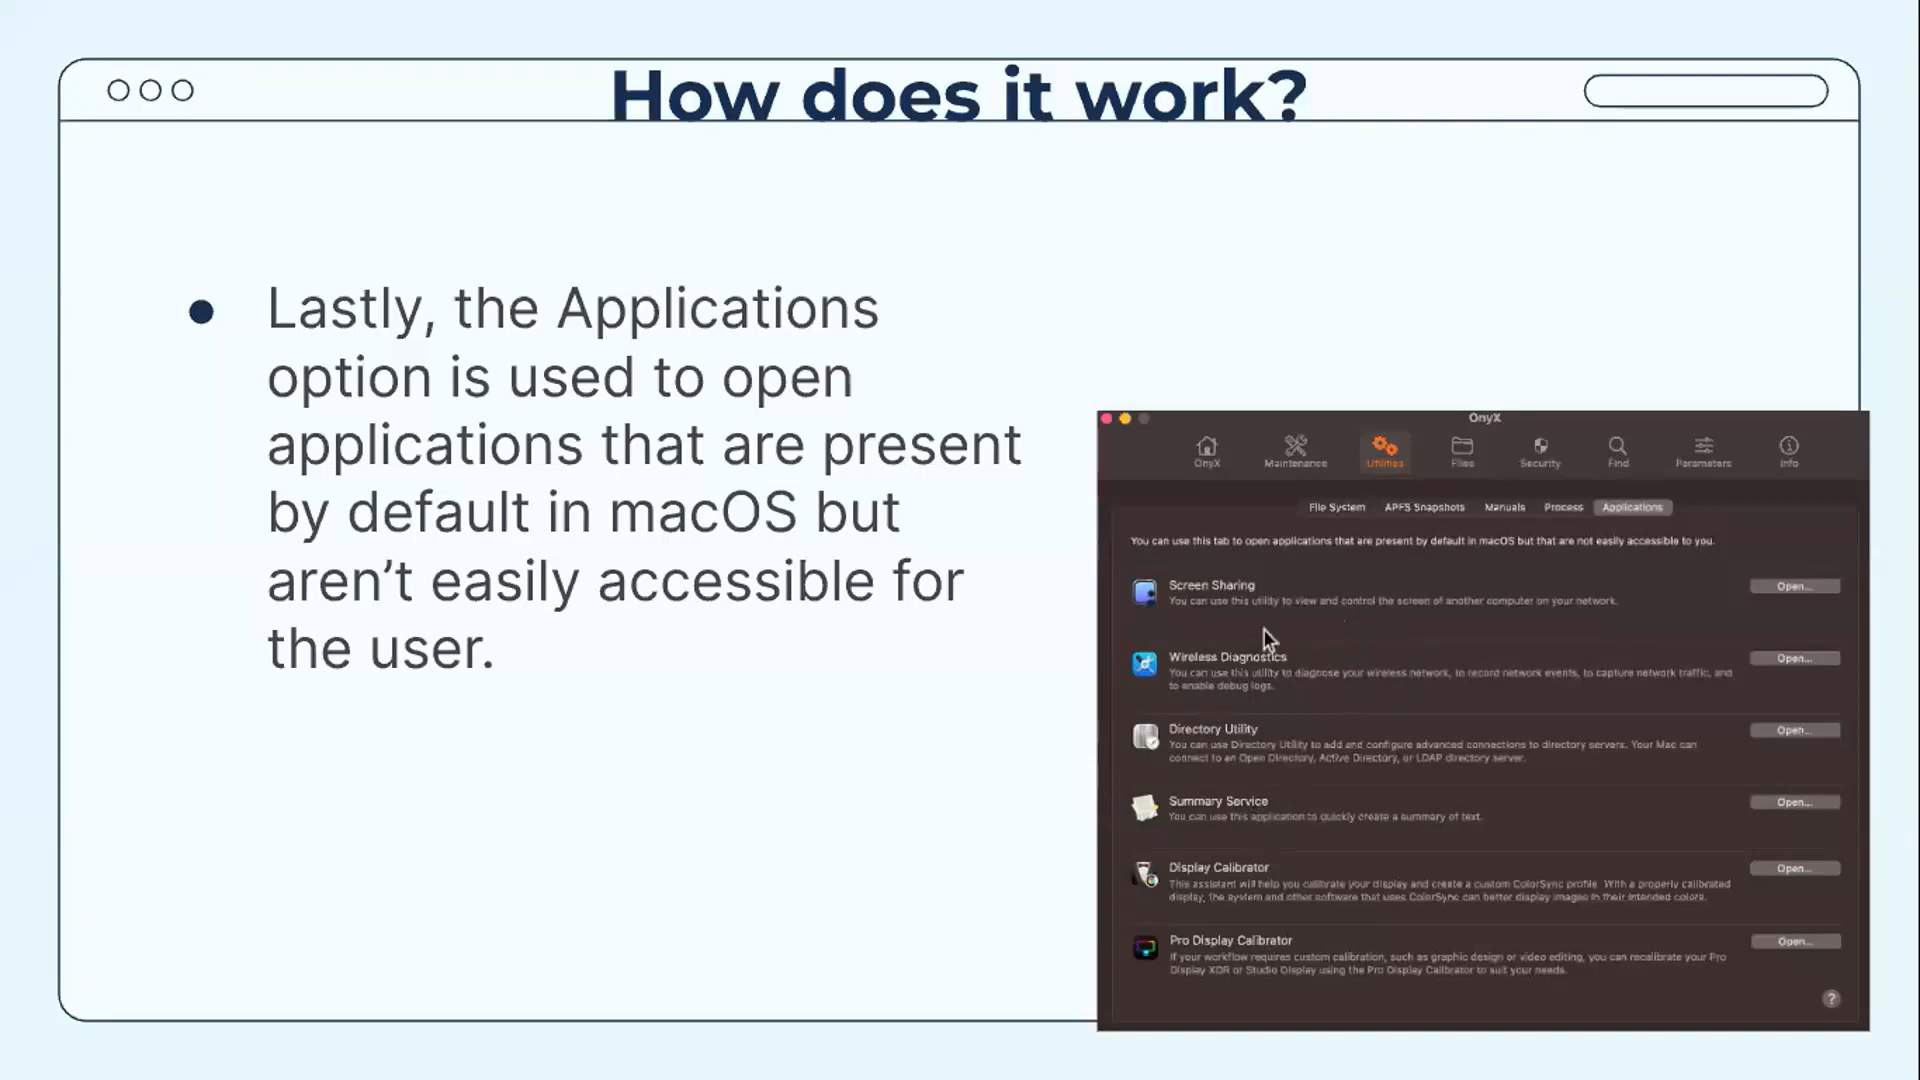 How does it work?
Lastly, the Applications
option is used to open
applications that are present
by default in macOS but
aren’t easily accessible for
the user.
OnyX
OnyX Maintenance Utilities Files Security Find Parameters Info
File System APFS Snapshots Manuals Process Applications
You can use this tab to open applications that are present by default in macOS but that are not easily accessible to you.
Screen Sharing Open...
You can use this utility to view and control the screen of another computer on your network.
Wireless Diagnostics Open...
You can use this utility to diagnose your wireless network, to record network events, to capture network traffic, and
to enable debug logs.
Directory Utility Open...
You can use Directory Utility to add and configure advanced connections to directory servers. Your Mac can
connect to an Open Directory, Active Directory, or LDAP directory server.
Summary Service Open...
You can use this application to quickly create a summary of text.
Display Calibrator Open...
This assistant will help you calibrate your display and create a custom ColorSync profile. With a properly calibrated
display, the system and other software that uses ColorSync can better display images in their intended colors.
Pro Display Calibrator Open...
If your workflow requires custom calibration, such as graphic design or video editing, you can recalibrate your Pro
Display XDR or Studio Display using the Pro Display Calibrator to suit your needs.
?